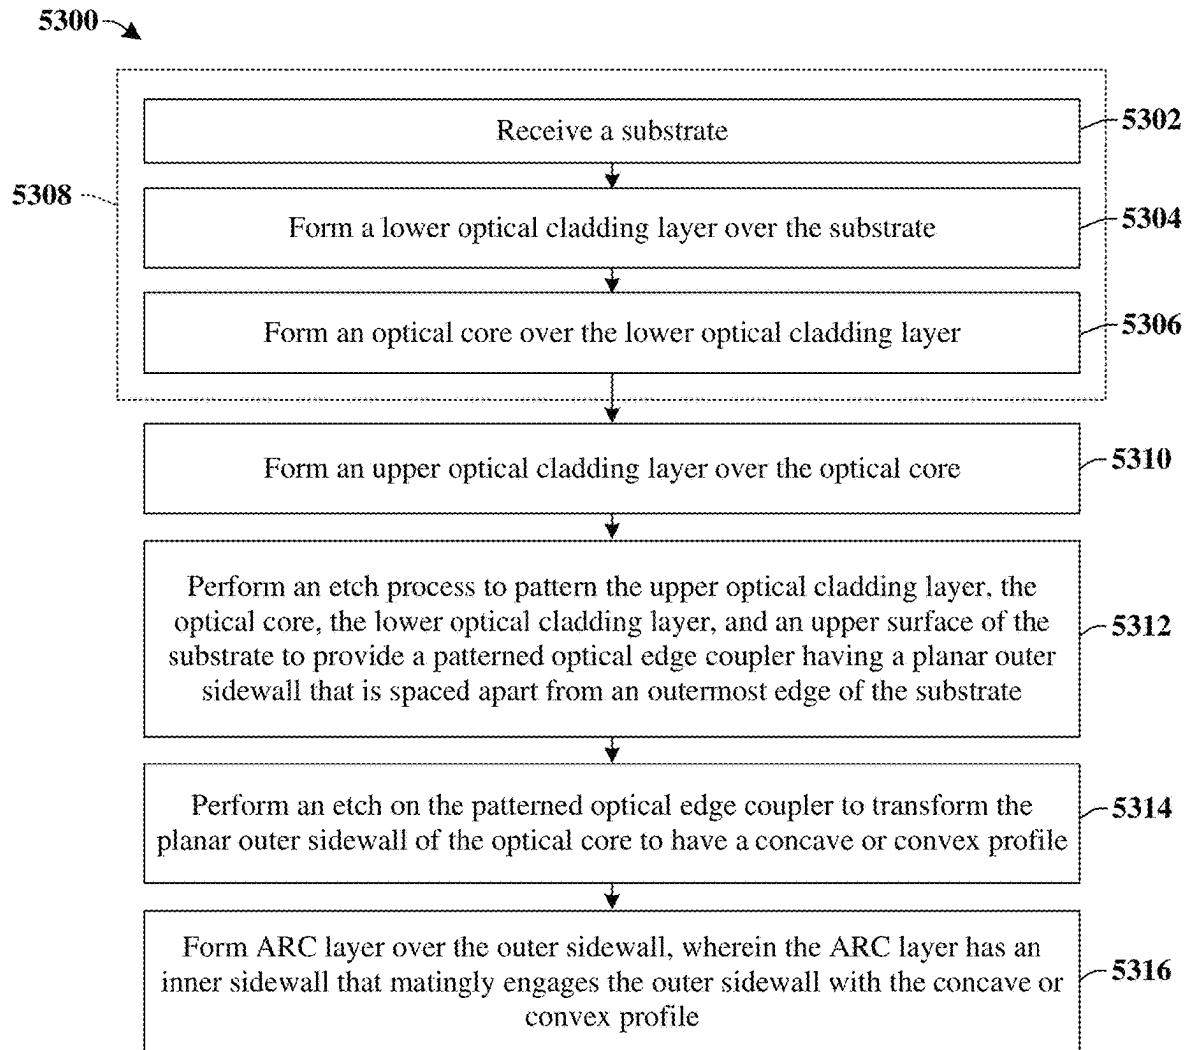 5300
Receive a substrate
5302
5308
Form a lower optical cladding layer over the substrate
5304
Form an optical core over the lower optical cladding layer
5306
Form an upper optical cladding layer over the optical core
5310
Perform an etch process to pattern the upper optical cladding layer, the
optical core, the lower optical cladding layer, and an upper surface of the
substrate to provide a patterned optical edge coupler having a planar outer
sidewall that is spaced apart from an outermost edge of the substrate
5312
Perform an etch on the patterned optical edge coupler to transform the
planar outer sidewall of the optical core to have a concave or convex profile
5314
Form ARC layer over the outer sidewall, wherein the ARC layer has an
inner sidewall that matingly engages the outer sidewall with the concave or
convex profile
5316